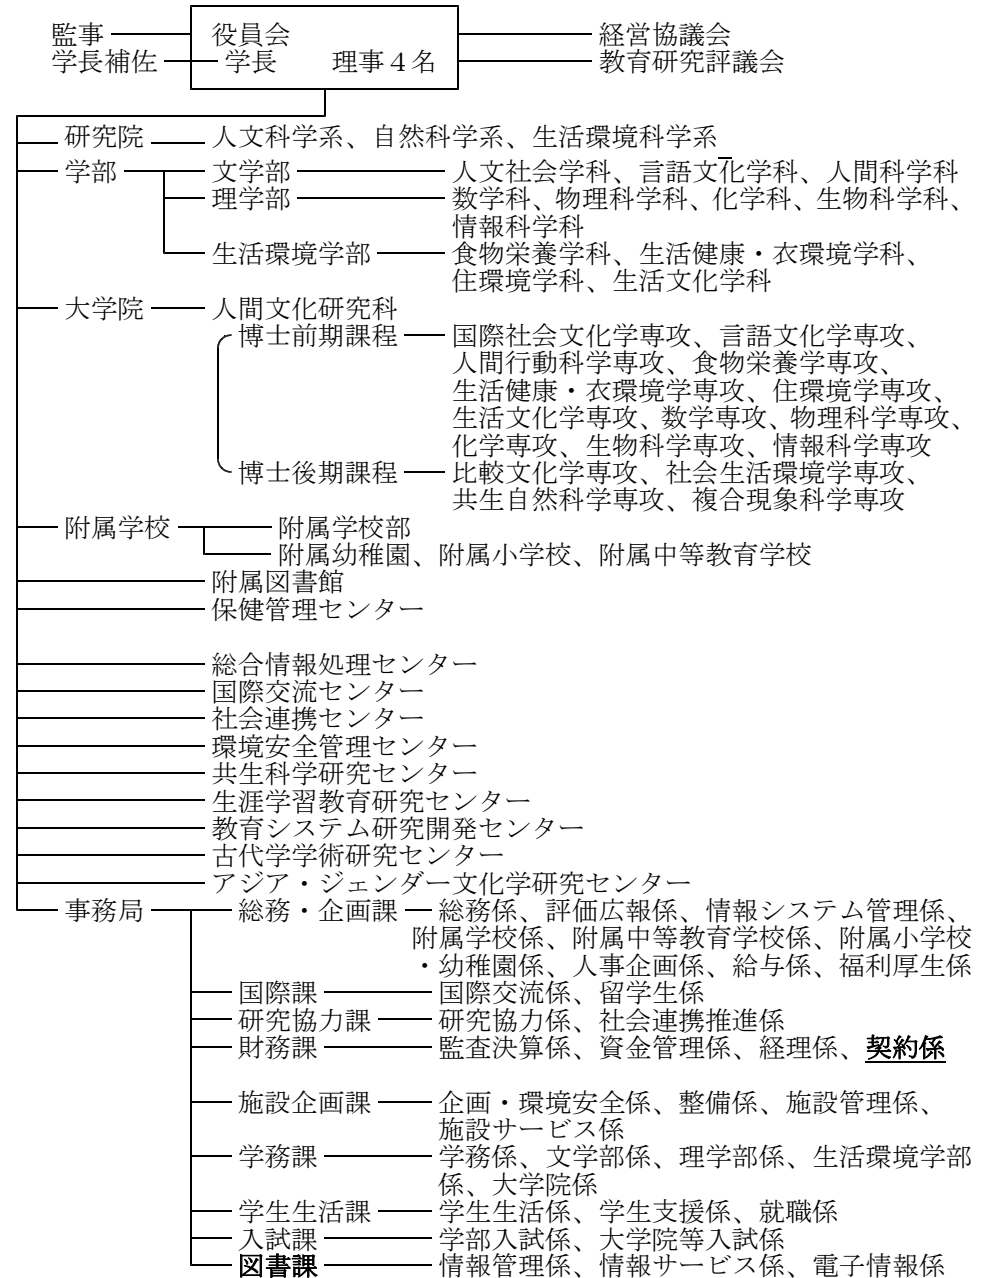 監事 役員会 経営協議会
学長補佐 学長 理事４名 教育研究評議会
研究院 人文科学系、自然科学系、生活環境科学系
学部 文学部 人文社会学科、言語文化学科、人間科学科
理学部 数学科、物理科学科、化学科、生物科学科、
情報科学科
生活環境学部 食物栄養学科、生活健康・衣環境学科、
住環境学科、生活文化学科
大学院 人間文化研究科
博士前期課程 国際社会文化学専攻、言語文化学専攻、
人間行動科学専攻、食物栄養学専攻、
生活健康・衣環境学専攻、住環境学専攻、
生活文化学専攻、数学専攻、物理科学専攻、
化学専攻、生物科学専攻、情報科学専攻
博士後期課程 比較文化学専攻、社会生活環境学専攻、
共生自然科学専攻、複合現象科学専攻
附属学校 附属学校部
附属幼稚園、附属小学校、附属中等教育学校
附属図書館
保健管理センター
総合情報処理センター
国際交流センター
社会連携センター
環境安全管理センター
共生科学研究センター
生涯学習教育研究センター
教育システム研究開発センター
古代学学術研究センター
アジア・ジェンダー文化学研究センター
事務局 総務・企画課 総務係、評価広報係、情報システム管理係、
附属学校係、附属中等教育学校係、附属小学校
・幼稚園係、人事企画係、給与係、福利厚生係
国際課 国際交流係、留学生係
研究協力課 研究協力係、社会連携推進係
財務課 監査決算係、資金管理係、経理係、契約係
施設企画課 企画・環境安全係、整備係、施設管理係、
施設サービス係
学務課 学務係、文学部係、理学部係、生活環境学部
係、大学院係
学生生活課 学生生活係、学生支援係、就職係
入試課 学部入試係、大学院等入試係
図書課 情報管理係、情報サービス係、電子情報係